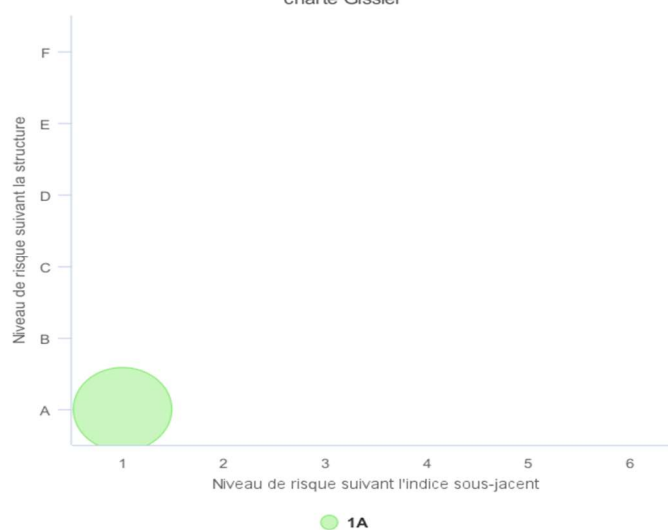 charte Gissler
F
E
D
C
B
A
Niveau de risque suivant la structure
1 2 3 4 5 6
Niveau de risque suivant l'indice sous-jacent
1A